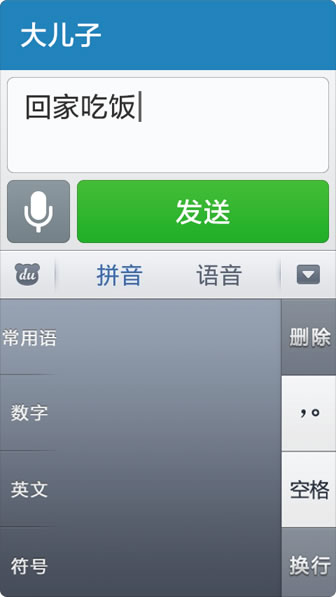 大儿子
回家吃饭
发送
du
拼音 语音
常用语
删除
数字
，。
英文
空格
符号
换行